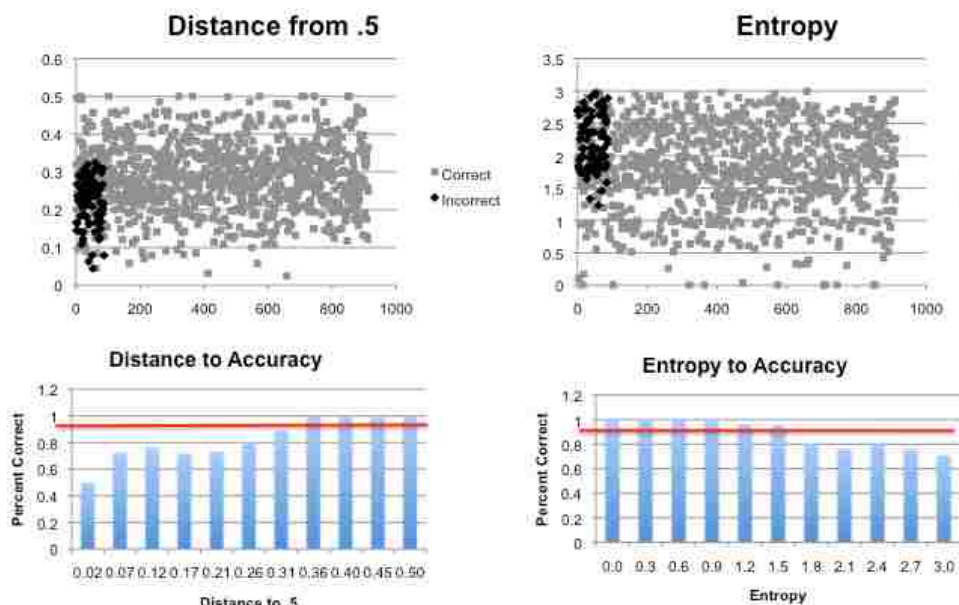 Distance from .5
0.6
0.5
0.4
0.3
0.2
0.1
0
0 200 400 600 800 1000
Correct
Incorrect
Entropy
3.5
3
2.5
2
1.5
1
0.5
0
0 200 400 600 800 1000
Distance to Accuracy
Percent Correct
1.2
1
0.8
0.6
0.4
0.2
0
0.02 0.07 0.12 0.17 0.21 0.26 0.31 0.36 0.40 0.45 0.50
Distance to .5
Entropy to Accuracy
Percent Correct
1.2
1
0.8
0.6
0.4
0.2
0
0.0 0.3 0.6 0.9 1.2 1.5 1.8 2.1 2.4 2.7 3.0
Entropy